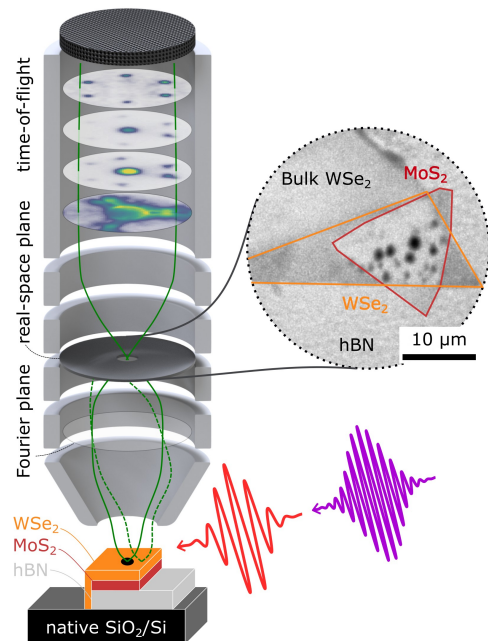 time-of-flight
real-space plane
Fourier plane
Bulk WSe₂
MoS₂
WSe₂
hBN
10 µm
WSe₂
MoS₂
hBN
native SiO₂/Si